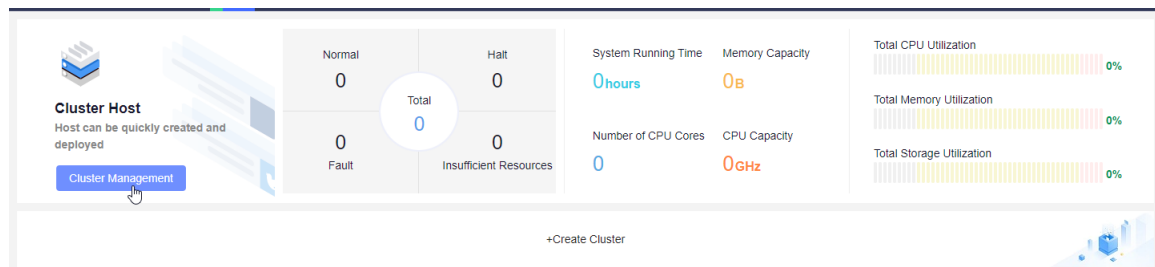 Cluster Host
Host can be quickly created and
deployed
Cluster Management
Normal
0
Halt
0
Total
0
0
Fault
0
Insufficient Resources
System Running Time
0hours
Memory Capacity
0B
Number of CPU Cores
0
CPU Capacity
0GHz
Total CPU Utilization
0%
Total Memory Utilization
0%
Total Storage Utilization
0%
+Create Cluster